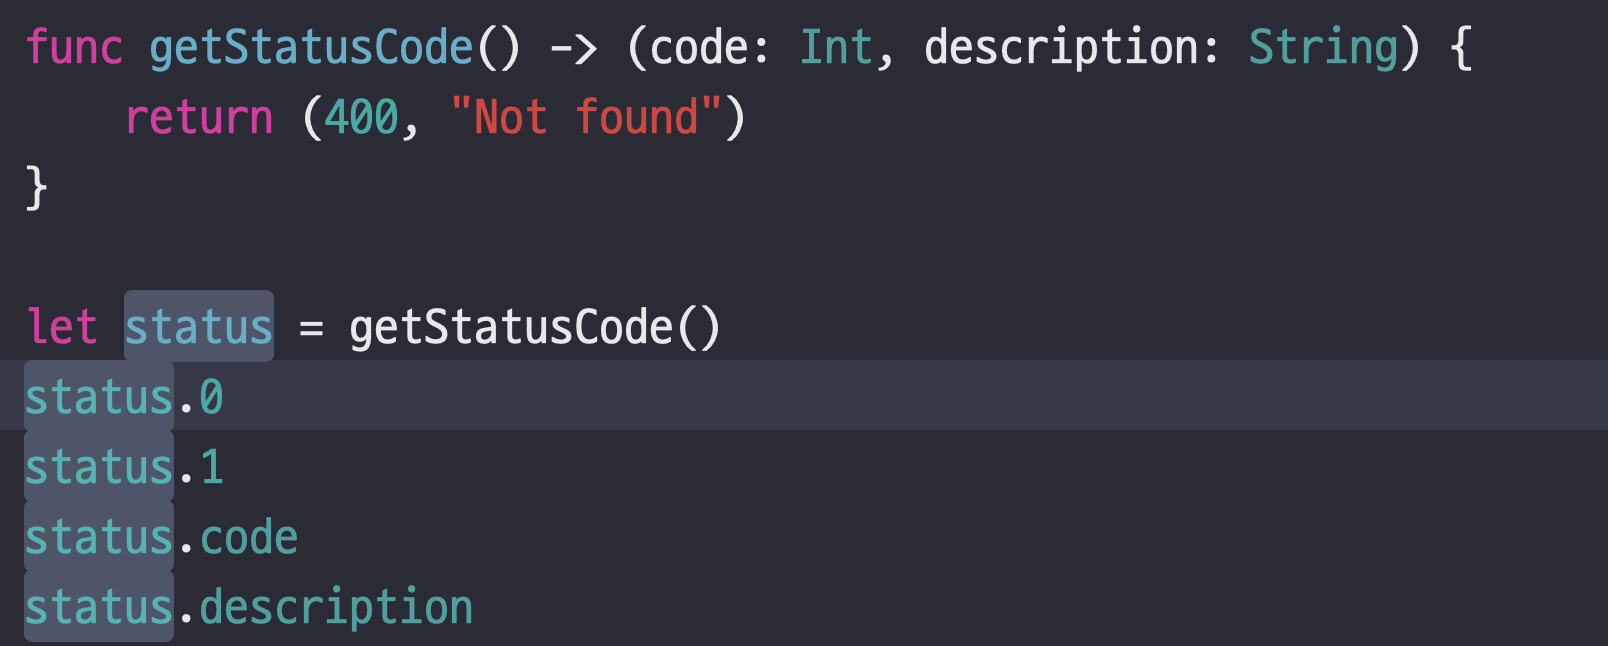 func getStatusCode() -> (code: Int, description: String) {
    return (400, "Not found")
}
let status = getStatusCode()
status.0
status.1
status.code
status.description